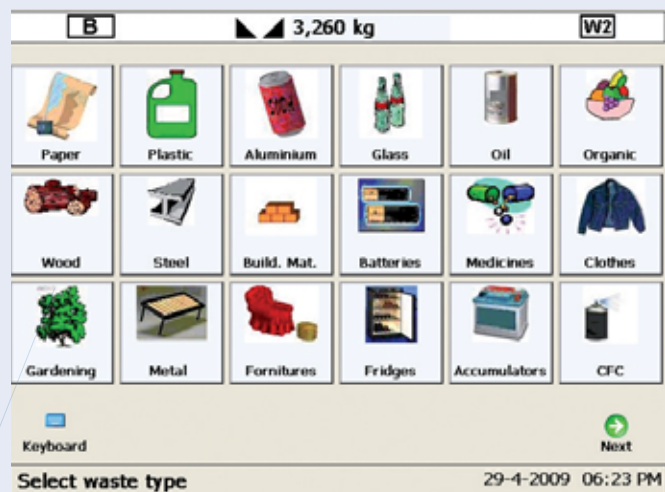 B 3,260 kg W2
Paper Plastic Aluminium Glass Oil Organic
Wood Steel Build. Mat. Batteries Medicines Clothes
Gardening Metal Fornitures Fridges Accumulators CFC
Keyboard Next
Select waste type 29-4-2009 06:23 PM